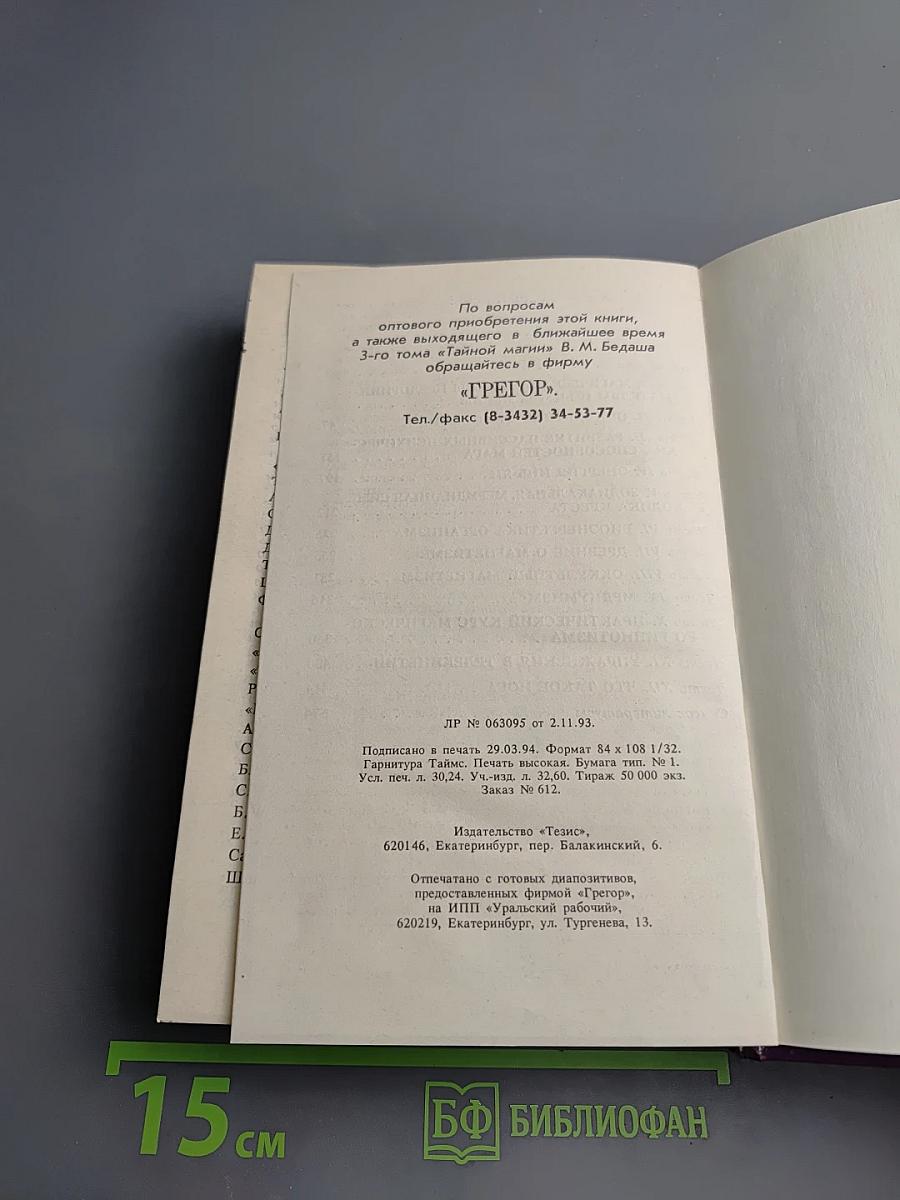 По вопросам
оптового приобретения этой книги,
а также выходящего в ближайшее время
3-го тома «Тайной магии» В. М. Бедаша
обращайтесь в фирму
«ГРЕГОР».
Тел./факс (8-3432) 34-53-77
ЛР № 063095 от 2.11.93.
Подписано в печать 29.03.94. Формат 84 х 108 1/32.
Гарнитура Таймс. Печать высокая. Бумага тип. № 1.
Усл. печ. л. 30,24. Уч.-изд. л. 32,60. Тираж 50 000 экз.
Заказ № 612.
Издательство «Тезис»,
620146, Екатеринбург, пер. Балакинский, 6.
Отпечатано с готовых диапозитивов,
предоставленных фирмой «Грегор»,
на ИПП «Уральский рабочий»,
620219, Екатеринбург, ул. Тургенева, 13.
15 см
БФ БИБЛИОФАН